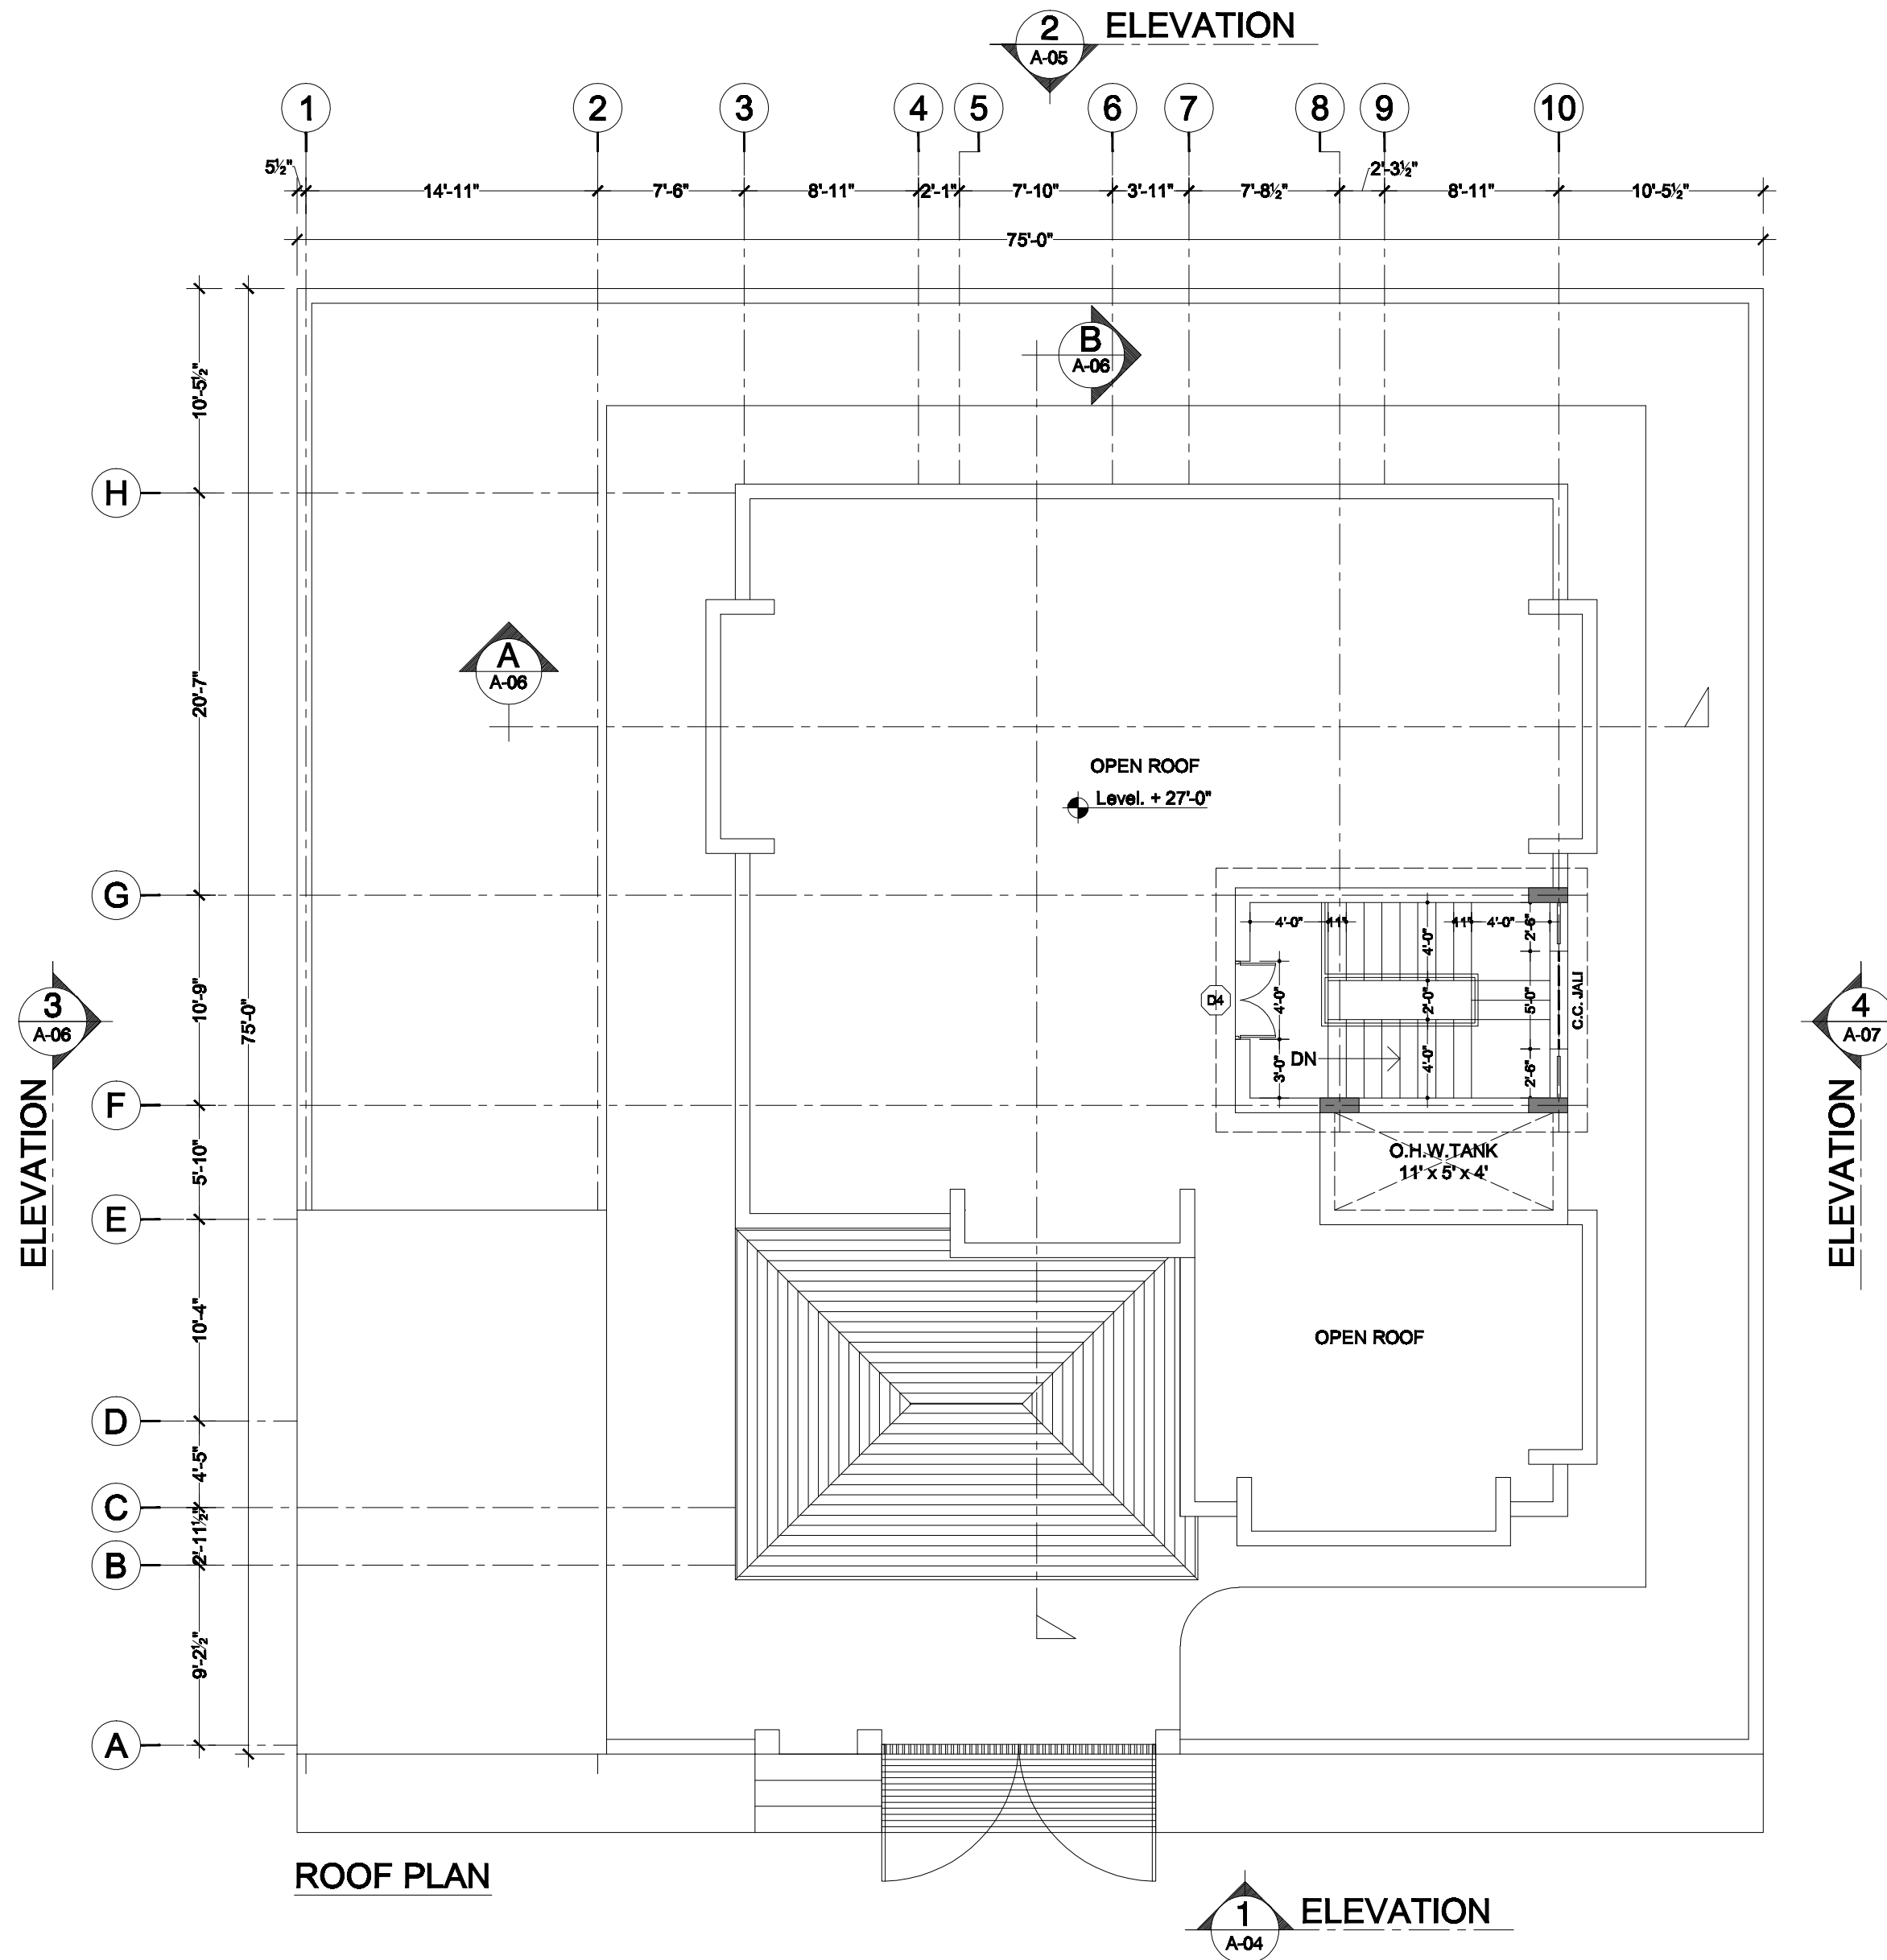 2 ELEVATION
A-05
1 2 3 4 5 6 7 8 9 10
5½" 2'-3½"
14'-11" 7'-6" 8'-11" 2'-1" 7'-10" 3'-11" 7'-8½" 8'-11" 10'-5½"
75'-0"
B
A-06
10'-5½"
H
A
A-06
20'-7"
OPEN ROOF
Level. + 27'-0"
G
4'-0" 11" 11" 4'-0"
2'-6"
4'-0"
10'-9"
75'-0"
3
A-06
ELEVATION
D4
4'-0"
2'-0"
5'-0"
C.C. JALI
4
A-07
ELEVATION
DN
3'-0"
4'-0"
2'-6"
F
O.H.W.TANK
11' x 5' x 4'
5'-10"
E
10'-4"
OPEN ROOF
D
4'-5"
C
2'-11½"
B
9'-2½"
A
ROOF PLAN
1 ELEVATION
A-04